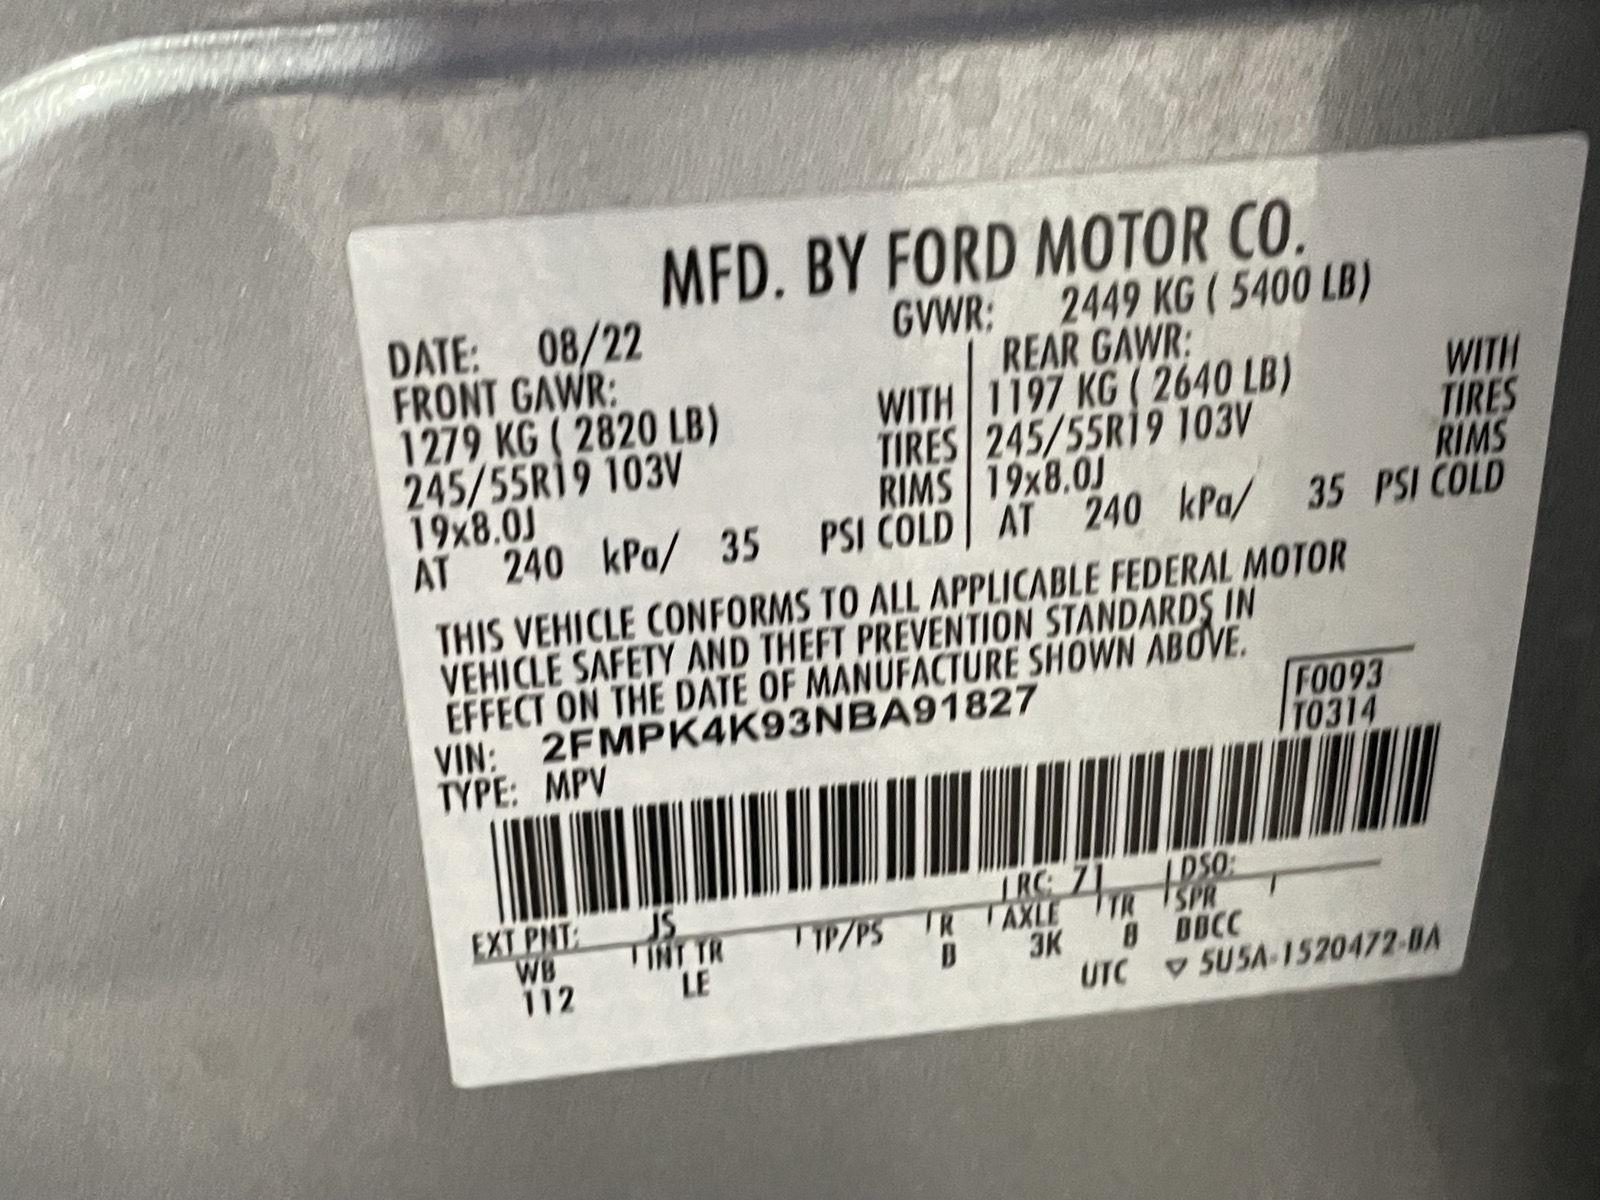 MFD. BY FORD MOTOR CO.
DATE: 08/22
GVWR: 2449 KG ( 5400 LB)
FRONT GAWR:
1279 KG ( 2820 LB) WITH
245/55R19 103V TIRES
19x8.0J RIMS
AT 240 kPa/ 35 PSI COLD
REAR GAWR:
1197 KG ( 2640 LB) WITH
245/55R19 103V TIRES
19x8.0J RIMS
AT 240 kPa/ 35 PSI COLD
THIS VEHICLE CONFORMS TO ALL APPLICABLE FEDERAL MOTOR
VEHICLE SAFETY AND THEFT PREVENTION STANDARDS IN
EFFECT ON THE DATE OF MANUFACTURE SHOWN ABOVE.
VIN: 2FMPK4K93NBA91827
TYPE: MPV
F0093
T0314
EXT PNT: JS RC: 71 DSO:
WB INT TR TP/PS R AXLE TR SPR
112 LE B 3K 8 BBCC
UTC ▽ 5U5A-1520472-BA